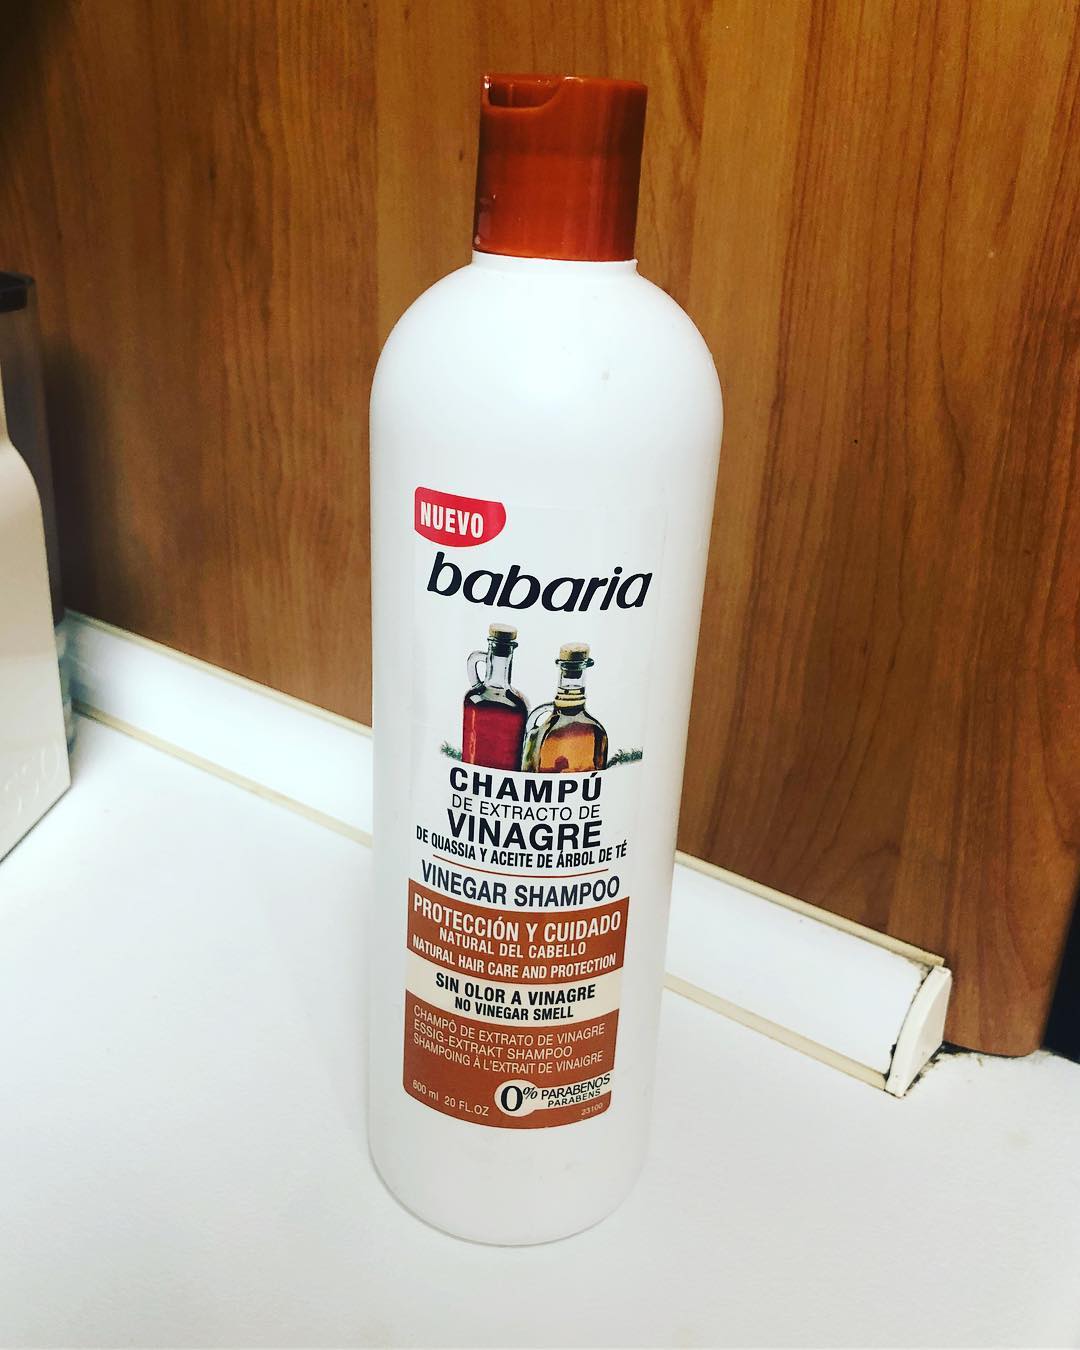 NUEVO
babaria
CHAMPÚ
DE EXTRACTO DE
VINAGRE
DE QUASSIA Y ACEITE DE ÁRBOL DE TÉ
VINEGAR SHAMPOO
PROTECCIÓN Y CUIDADO
NATURAL DEL CABELLO
NATURAL HAIR CARE AND PROTECTION
SIN OLOR A VINAGRE
NO VINEGAR SMELL
CHAMPÔ DE EXTRATO DE VINAGRE
ESSIG-EXTRAKT SHAMPOO
SHAMPOING À L'EXTRAIT DE VINAIGRE
600 ml 20 FL.OZ
0% PARABENOS
PARABENS
23100